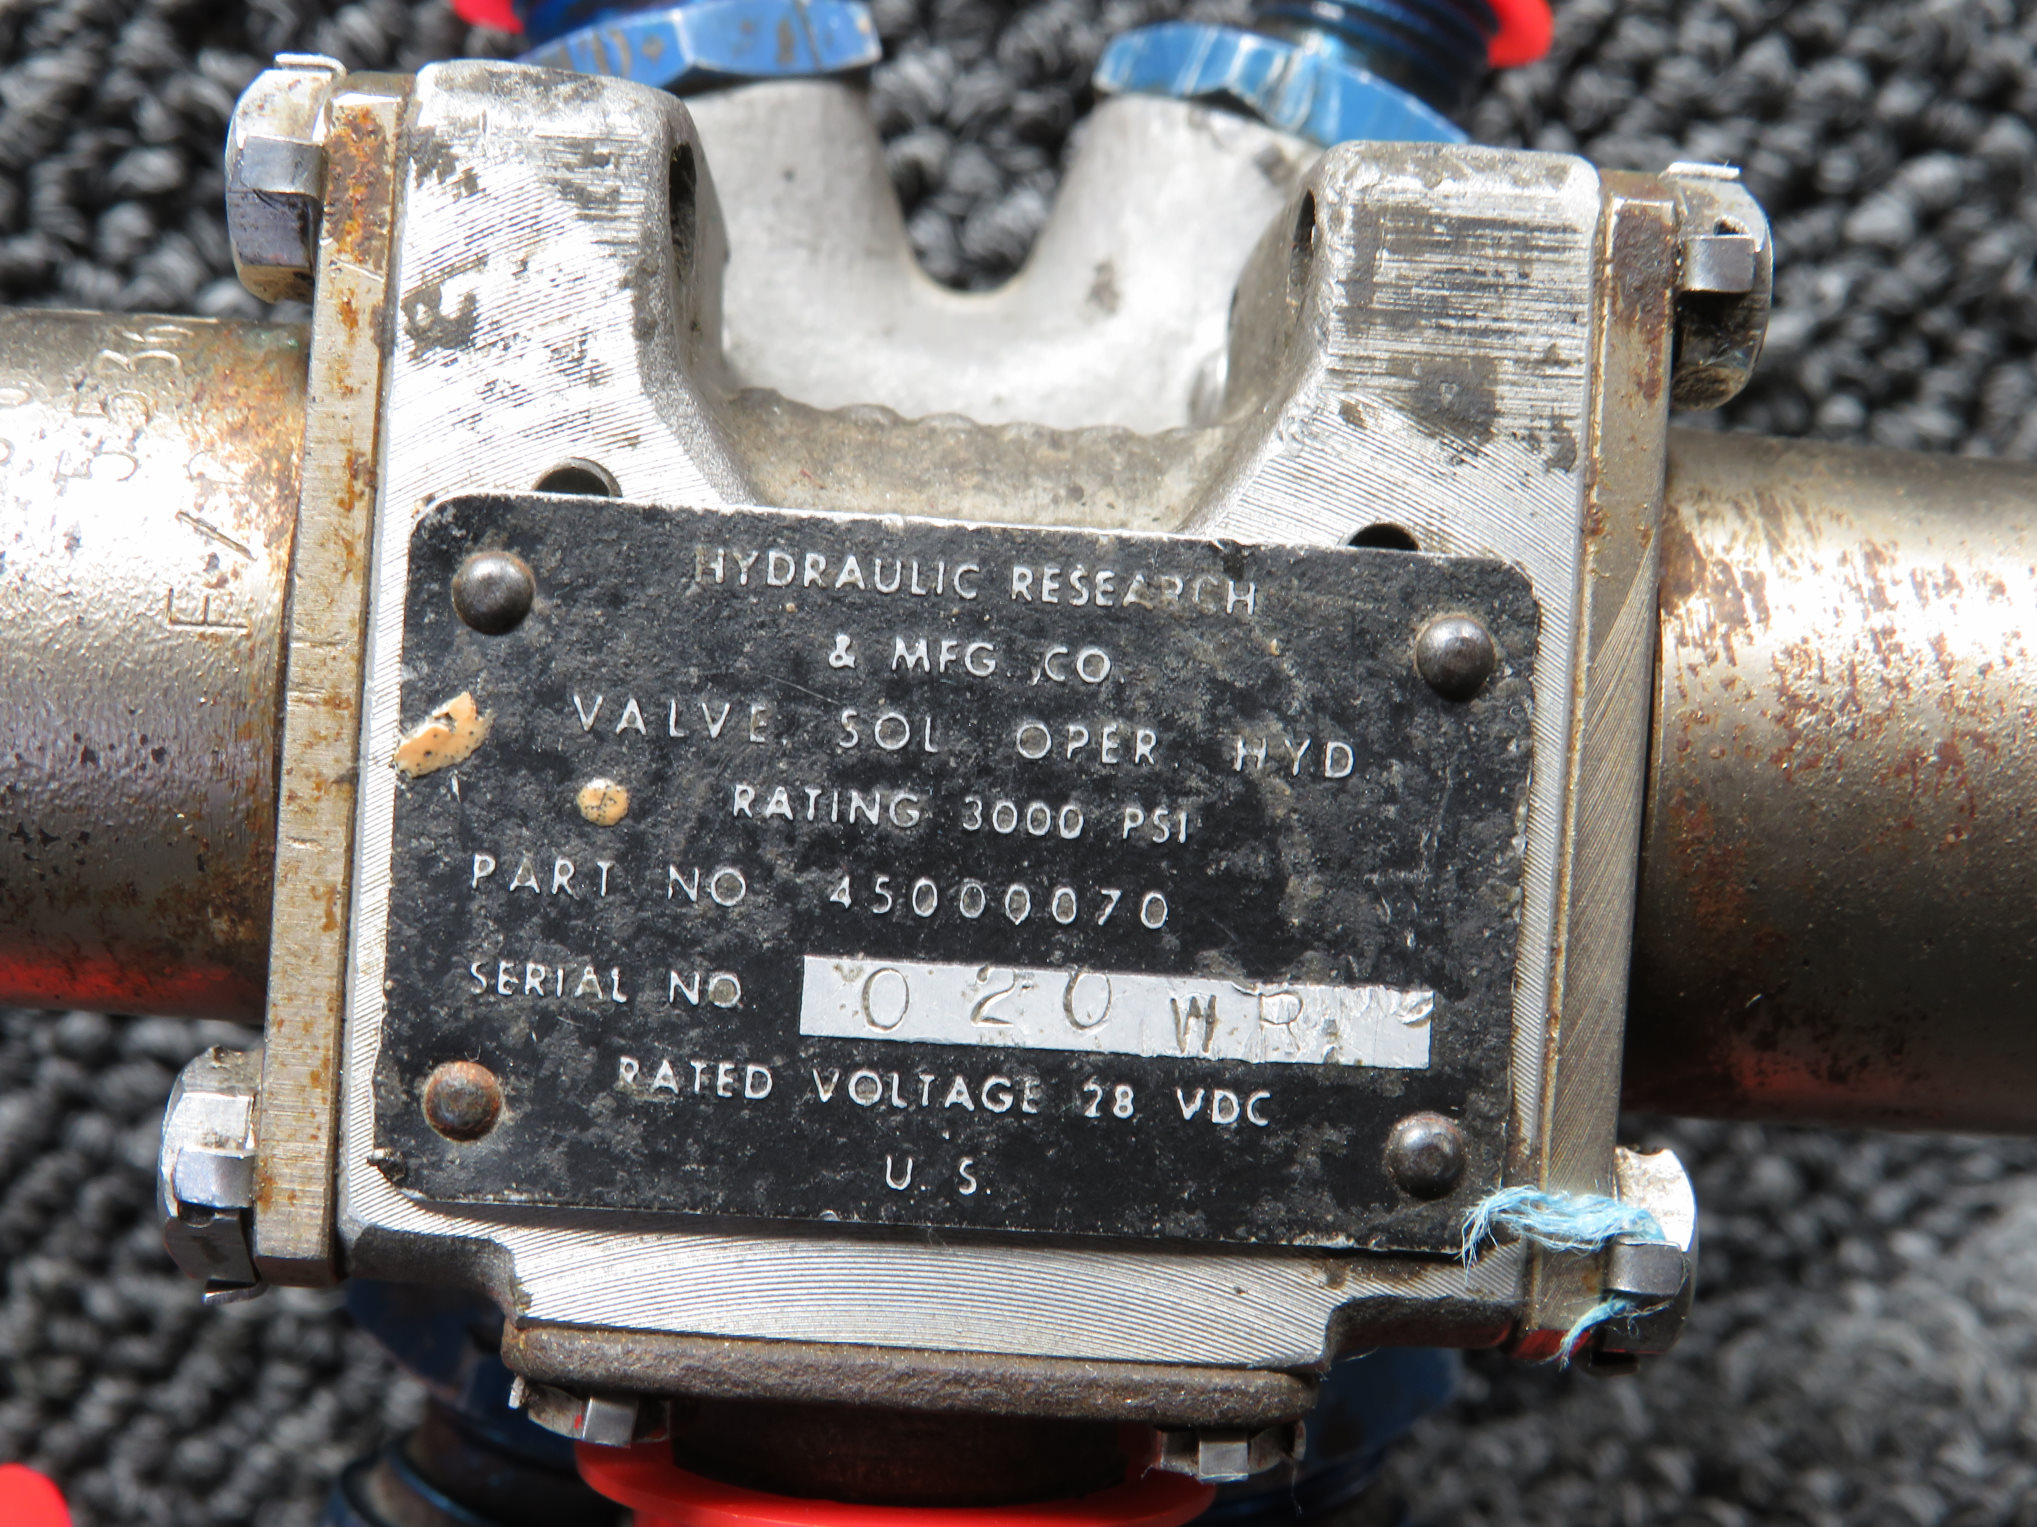 HYDRAULIC RESEARCH
& MFG. CO.
VALVE, SOL. OPER. HYD.
RATING 3000 PSI
PART NO 45000070
SERIAL NO 020 WR
RATED VOLTAGE 28 VDC
U. S.